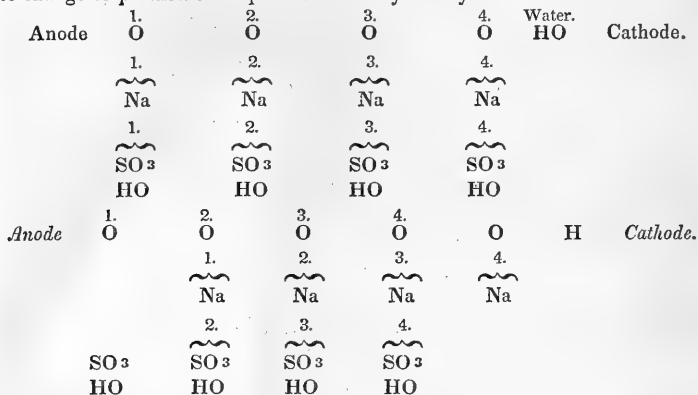 1. 2. 3. 4. Water.
Anode O O O O HO Cathode.
1. 2. 3. 4.
Na Na Na Na
1. 2. 3. 4.
SO3 SO3 SO3 SO3
HO HO HO HO
1. 2. 3. 4.
Anode O O O O O H Cathode.
1. 2. 3. 4.
Na Na Na Na
2. 3. 4.
SO3 SO3 SO3 SO3
HO HO HO HO